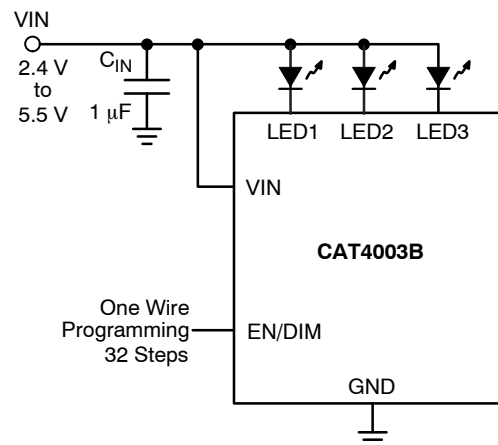 VIN
2.4 V
to
5.5 V
CIN
1 μF
LED1
LED2
LED3
VIN
CAT4003B
One Wire
Programming
32 Steps
EN/DIM
GND